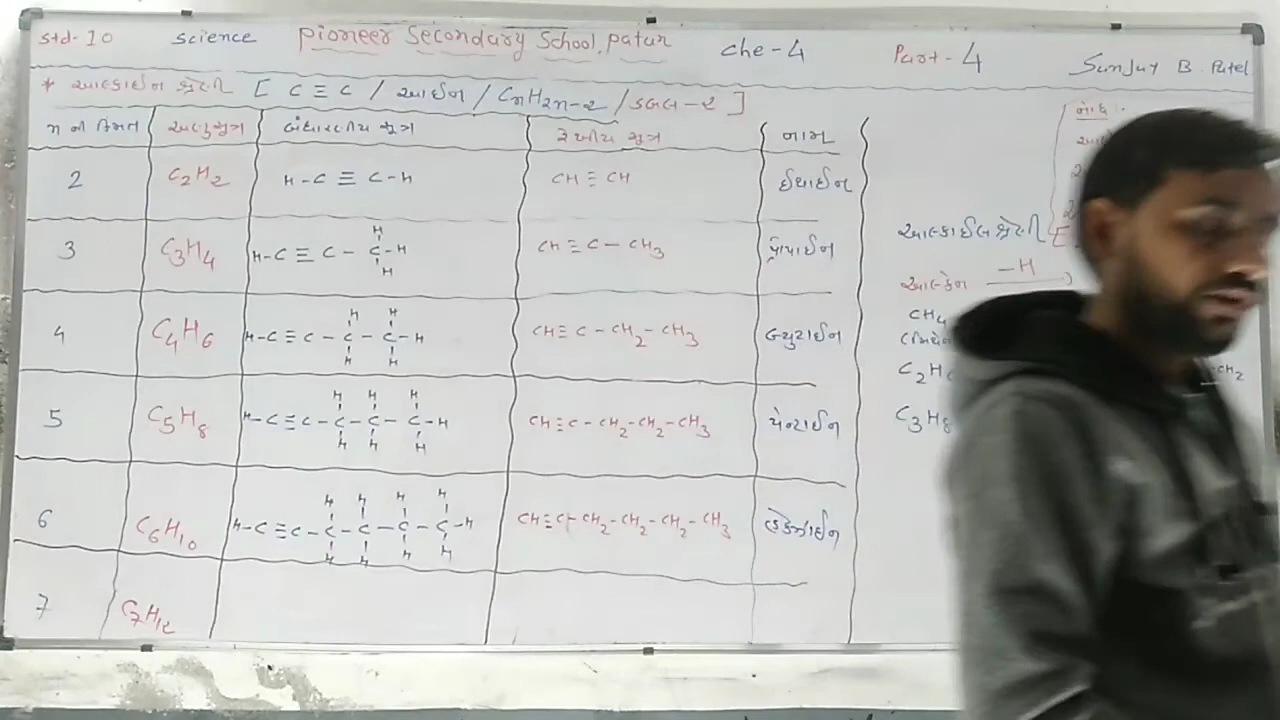 Std-10 Science Pioneer Secondary School, Patan Che-4 Part-4 Sanjay B. Patel
* આલ્કાઈન શ્રેણી [ C≡C / આઈન / CnH2n-2 / ડબલ-2 ]
n ની કિંમત અણુસૂત્ર બંધારણીય સૂત્ર રેખીય સૂત્ર નામ
2 C2H2 H-C≡C-H CH≡CH ઈથાઈન
3 C3H4 CH≡C-CH3 પ્રોપાઈન
4 C4H6 CH≡C-CH2-CH3 બ્યુટાઈન
5 C5H8 CH≡C-CH2-CH2-CH3 પેન્ટાઈન
6 C6H10 CH≡C-CH2-CH2-CH2-CH3 હેક્ઝાઈન
7 C7H12
નોંધ:
આલ્કાઈલ શ્રેણી
આલ્કેન -H
CH4
C3H8
CH2